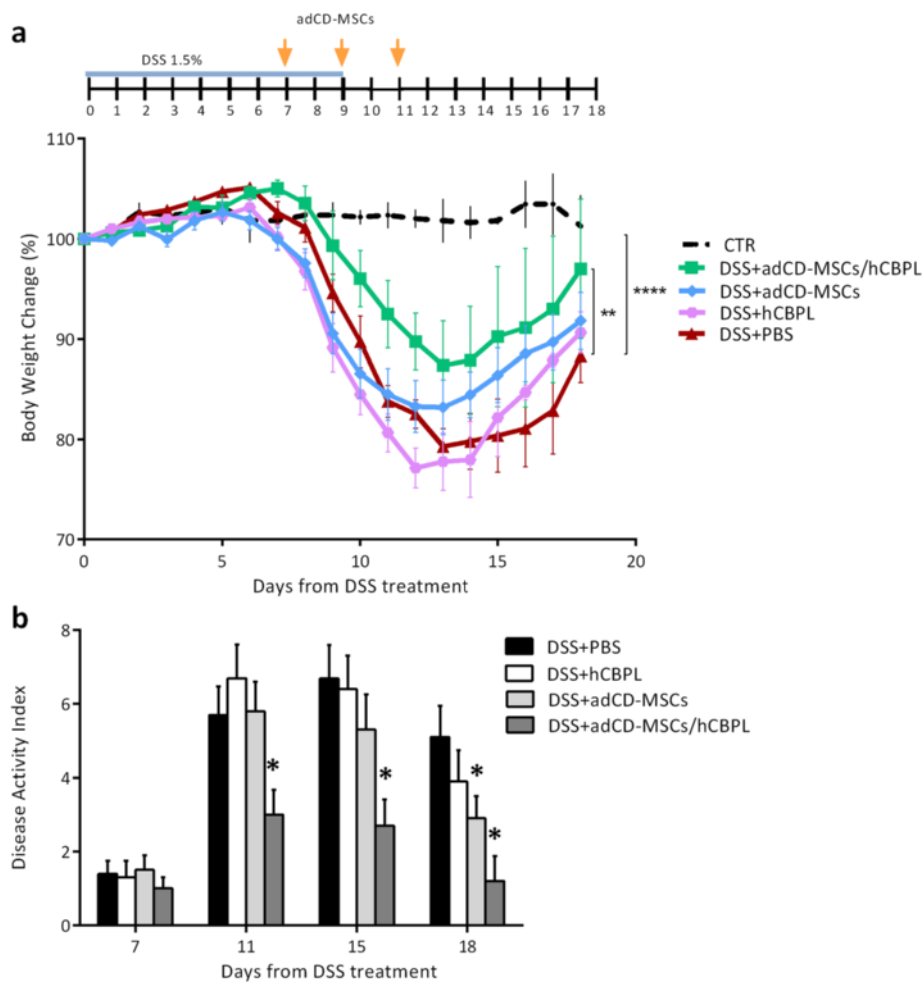 a
adCD-MSCs
DSS 1.5%
0 1 2 3 4 5 6 7 8 9 10 11 12 13 14 15 16 17 18
110
100
90
80
70
Body Weight Change (%)
0 5 10 15 20
Days from DSS treatment
CTR
DSS+adCD-MSCs/hCBPL
DSS+adCD-MSCs
DSS+hCBPL
DSS+PBS
**
****
b
8
6
4
2
0
Disease Activity Index
DSS+PBS
DSS+hCBPL
DSS+adCD-MSCs
DSS+adCD-MSCs/hCBPL
*
*
*
*
7 11 15 18
Days from DSS treatment